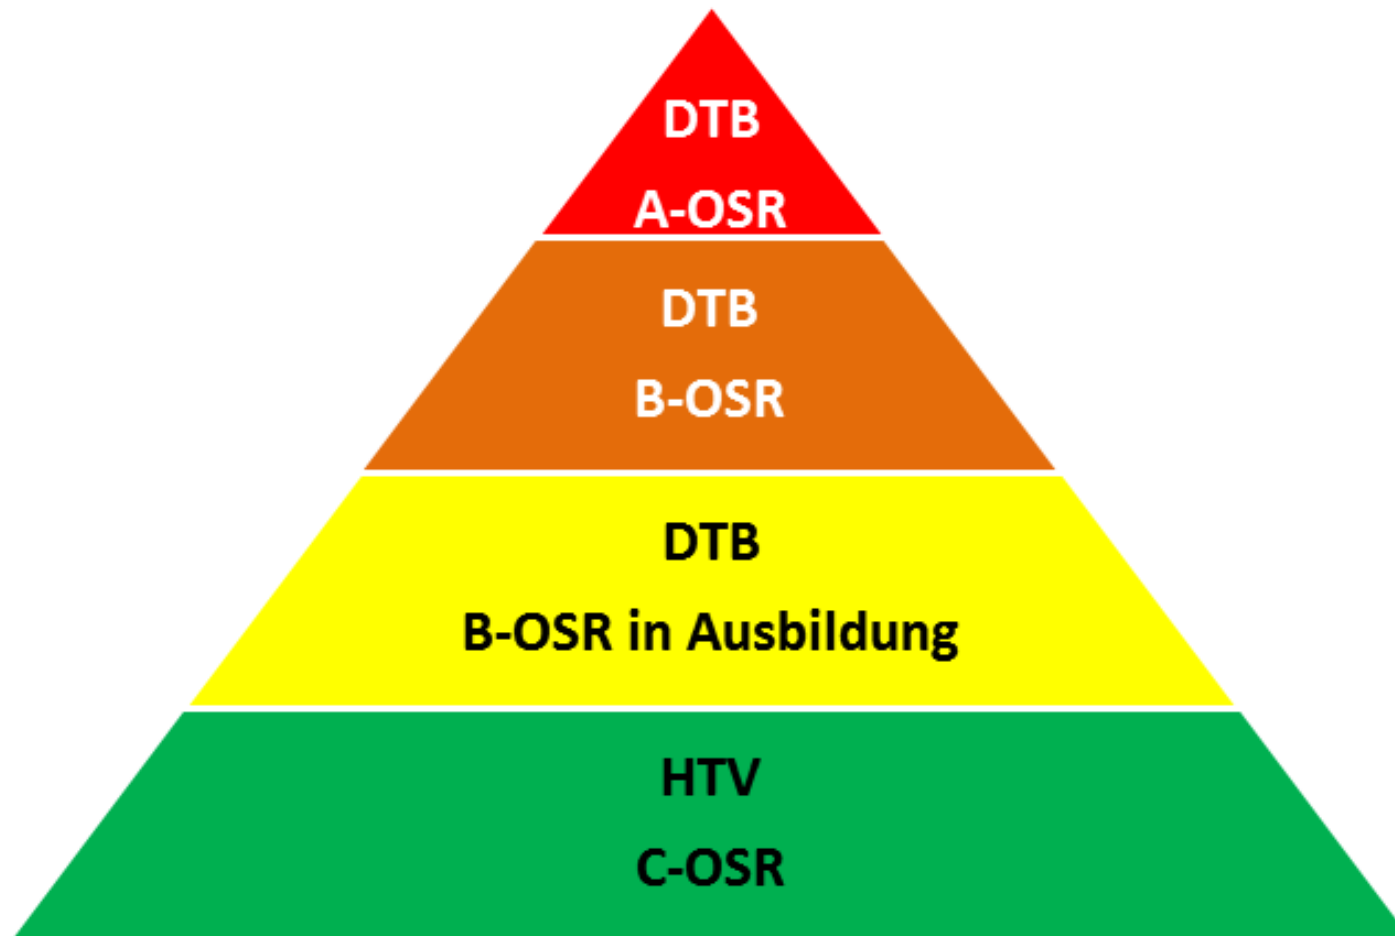 DTB
A-OSR
DTB
B-OSR
DTB
B-OSR in Ausbildung
HTV
C-OSR